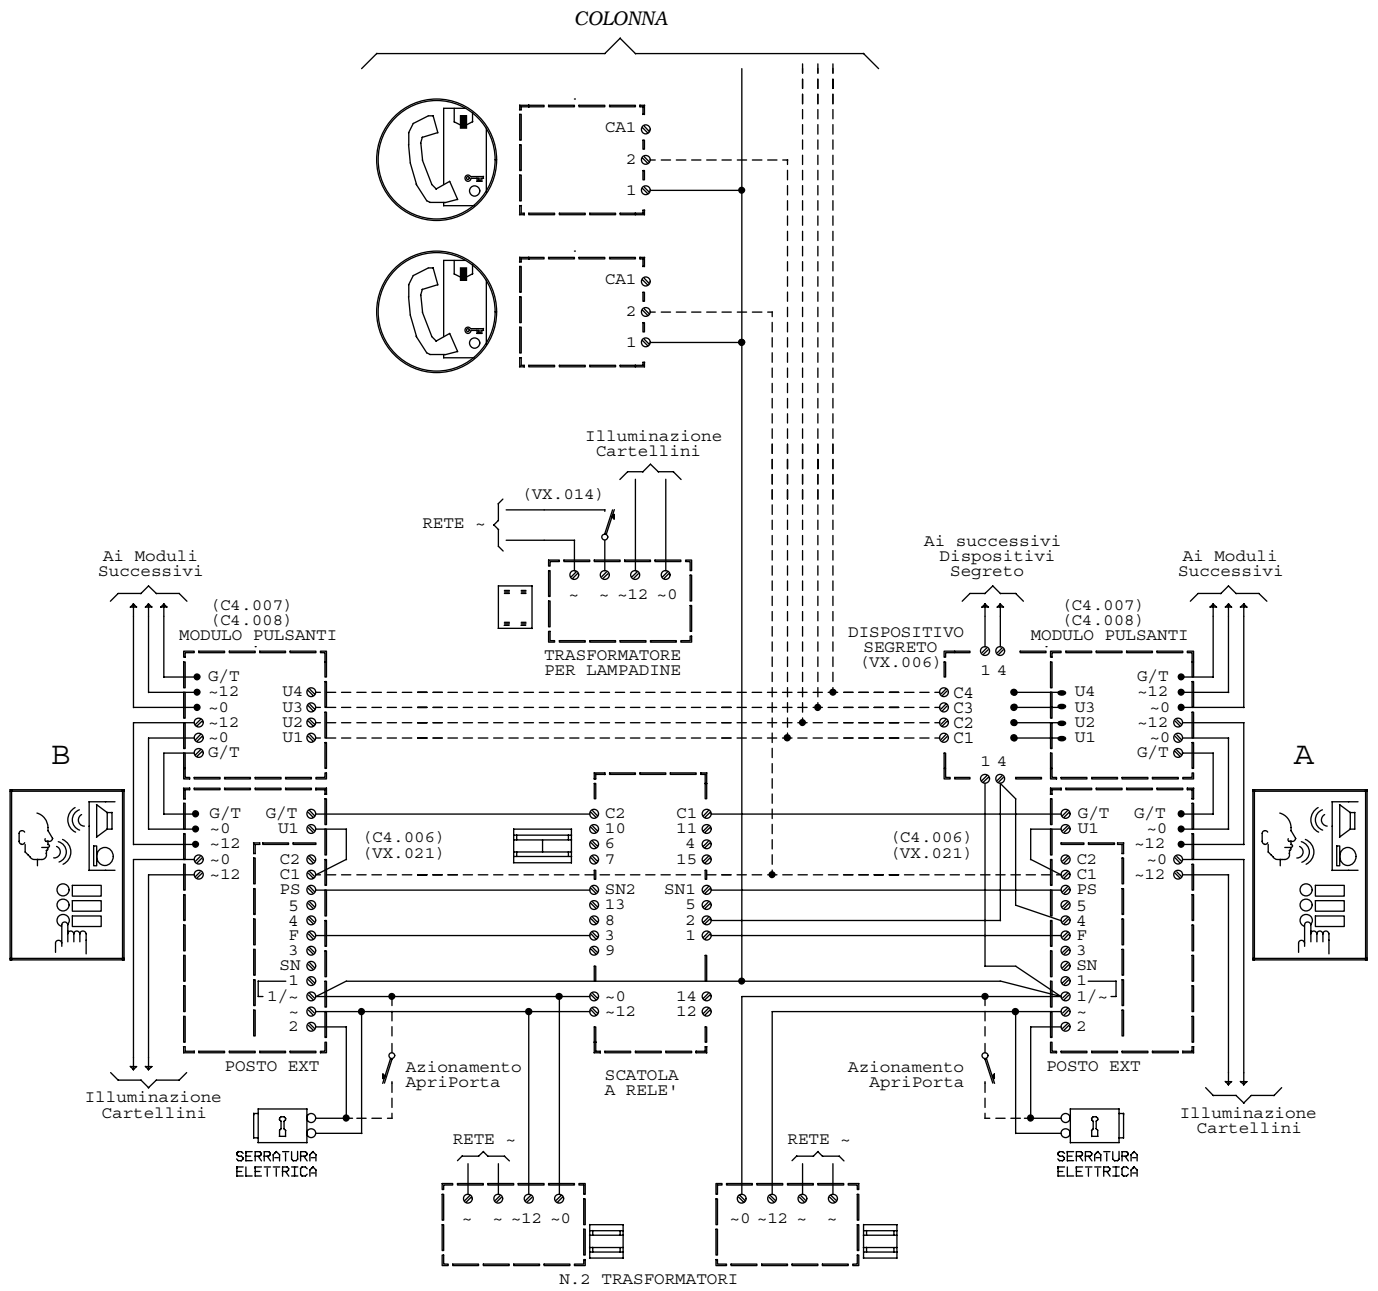 COLONNA
CA1
2
1
CA1
2
1
Illuminazione
Cartellini
(VX.014)
RETE ~
~ ~ ~12 ~0
TRASFORMATORE
PER LAMPADINE
Ai Moduli
Successivi
(C4.007)
(C4.008)
MODULO PULSANTI
G/T
~12
~0
~12
~0
G/T
U4
U3
U2
U1
Ai successivi
Dispositivi
Segreto
DISPOSITIVO
SEGRETO
(VX.006)
1 4
C4
C3
C2
C1
1 4
Ai Moduli
Successivi
(C4.007)
(C4.008)
MODULO PULSANTI
U4
U3
U2
U1
G/T
~12
~0
~12
~0
G/T
B
A
G/T
~0
~12
~0
~12
G/T
U1
C2
C1
PS
5
4
F
3
SN
1
1/~
~
2
POSTO EXT
(C4.006)
(VX.021)
C2
10
6
7
SN2
13
8
3
9
~0
~12
C1
11
4
15
SN1
5
2
1
14
12
SCATOLA
A RELE'
(C4.006)
(VX.021)
G/T
U1
C2
C1
PS
5
4
F
3
SN
1
1/~
~
2
G/T
~0
~12
~0
~12
POSTO EXT
Illuminazione
Cartellini
Azionamento
ApriPorta
SERRATURA
ELETTRICA
Azionamento
ApriPorta
SERRATURA
ELETTRICA
Illuminazione
Cartellini
RETE ~
~ ~ ~12 ~0
RETE ~
~0 ~12 ~ ~
N.2 TRASFORMATORI